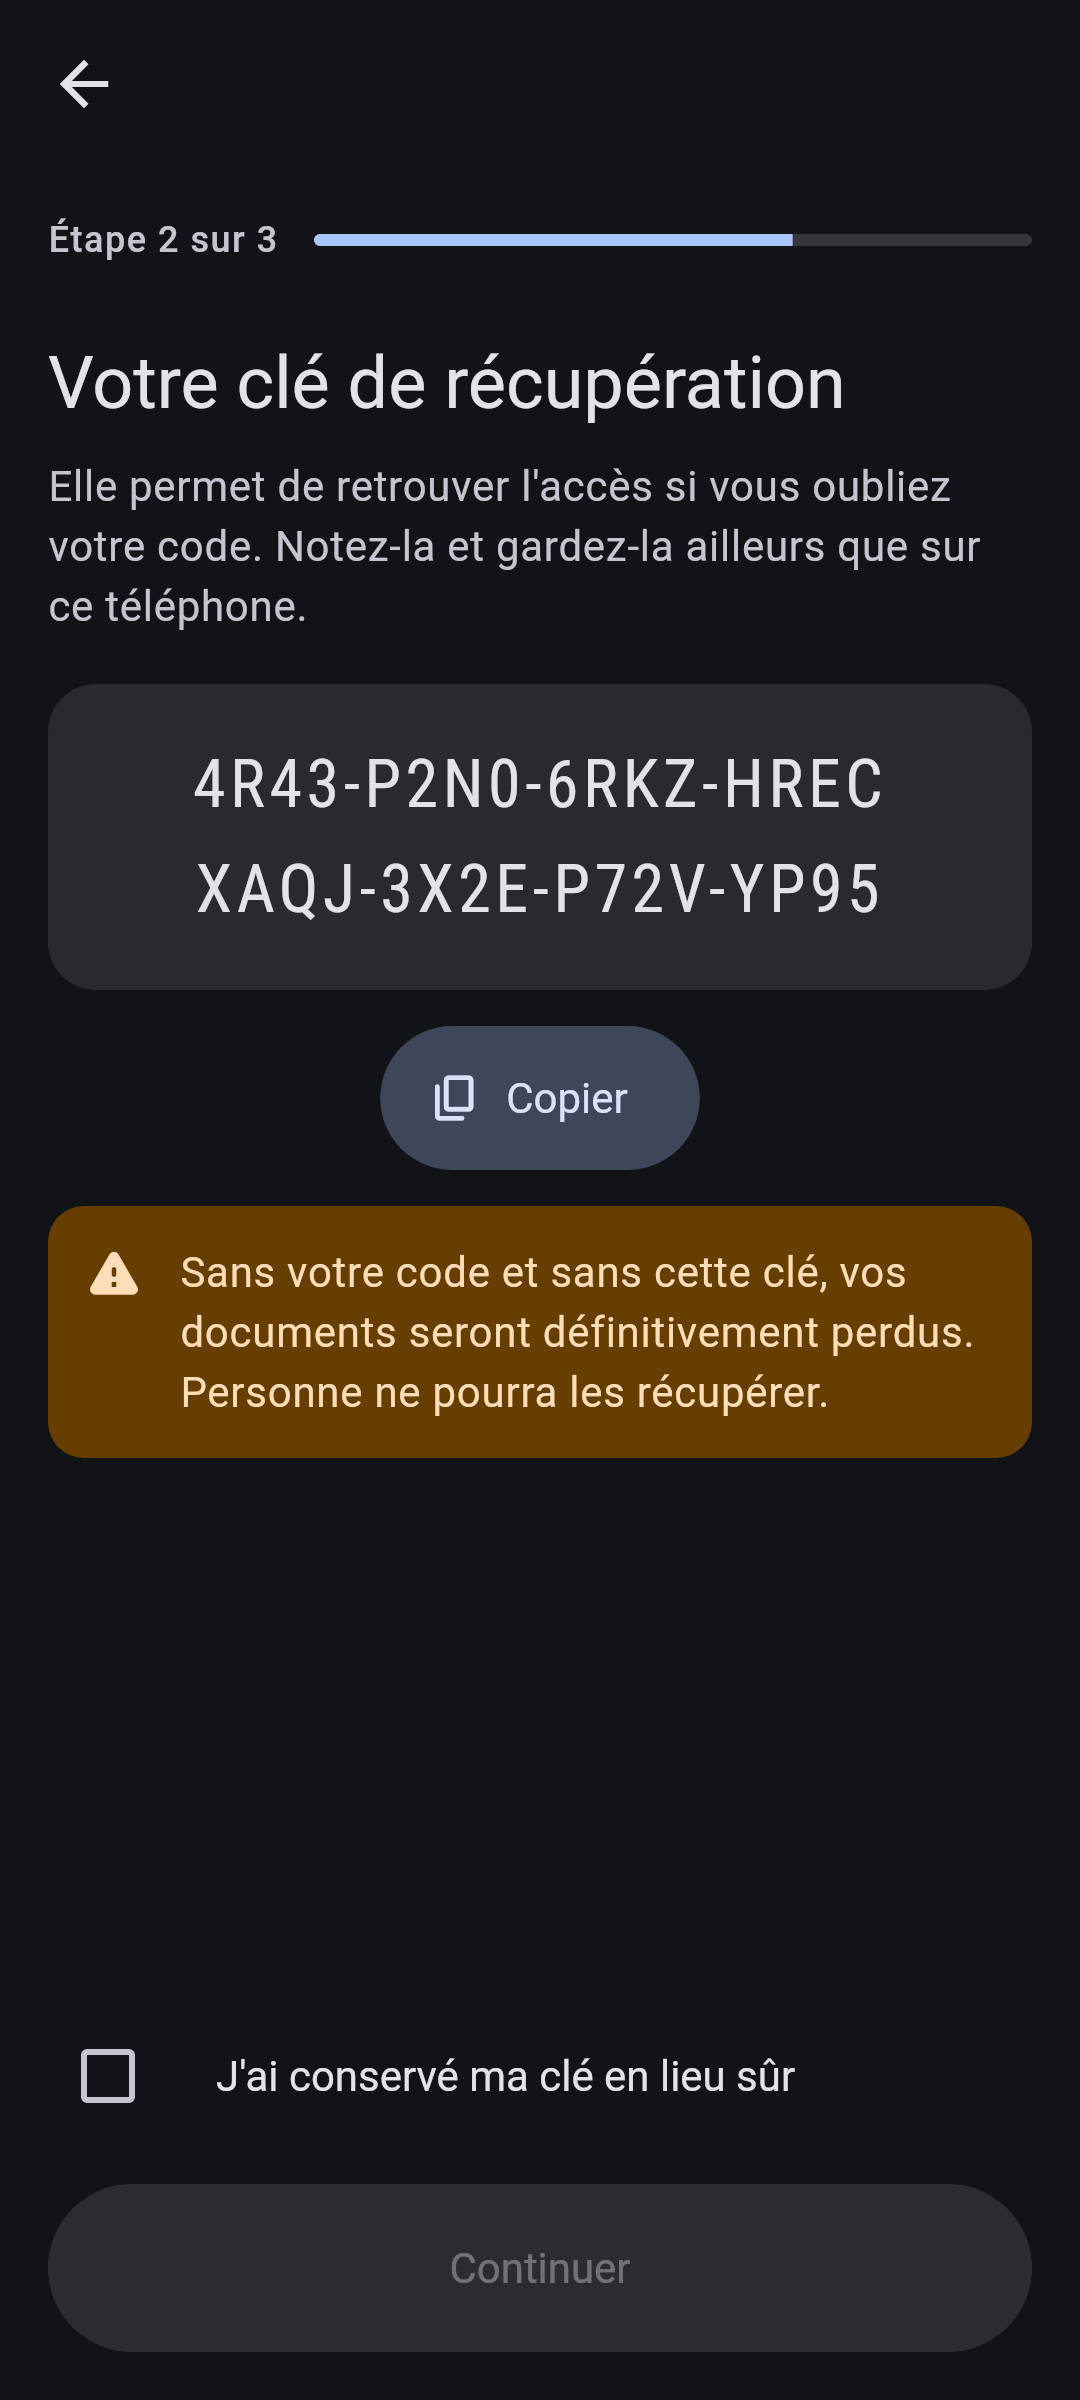 Étape 2 sur 3
Votre clé de récupération
Elle permet de retrouver l'accès si vous oubliez
votre code. Notez-la et gardez-la ailleurs que sur
ce téléphone.
4R43-P2N0-6RKZ-HREC
XAQJ-3X2E-P72V-YP95
Copier
Sans votre code et sans cette clé, vos
documents seront définitivement perdus.
Personne ne pourra les récupérer.
J'ai conservé ma clé en lieu sûr
Continuer